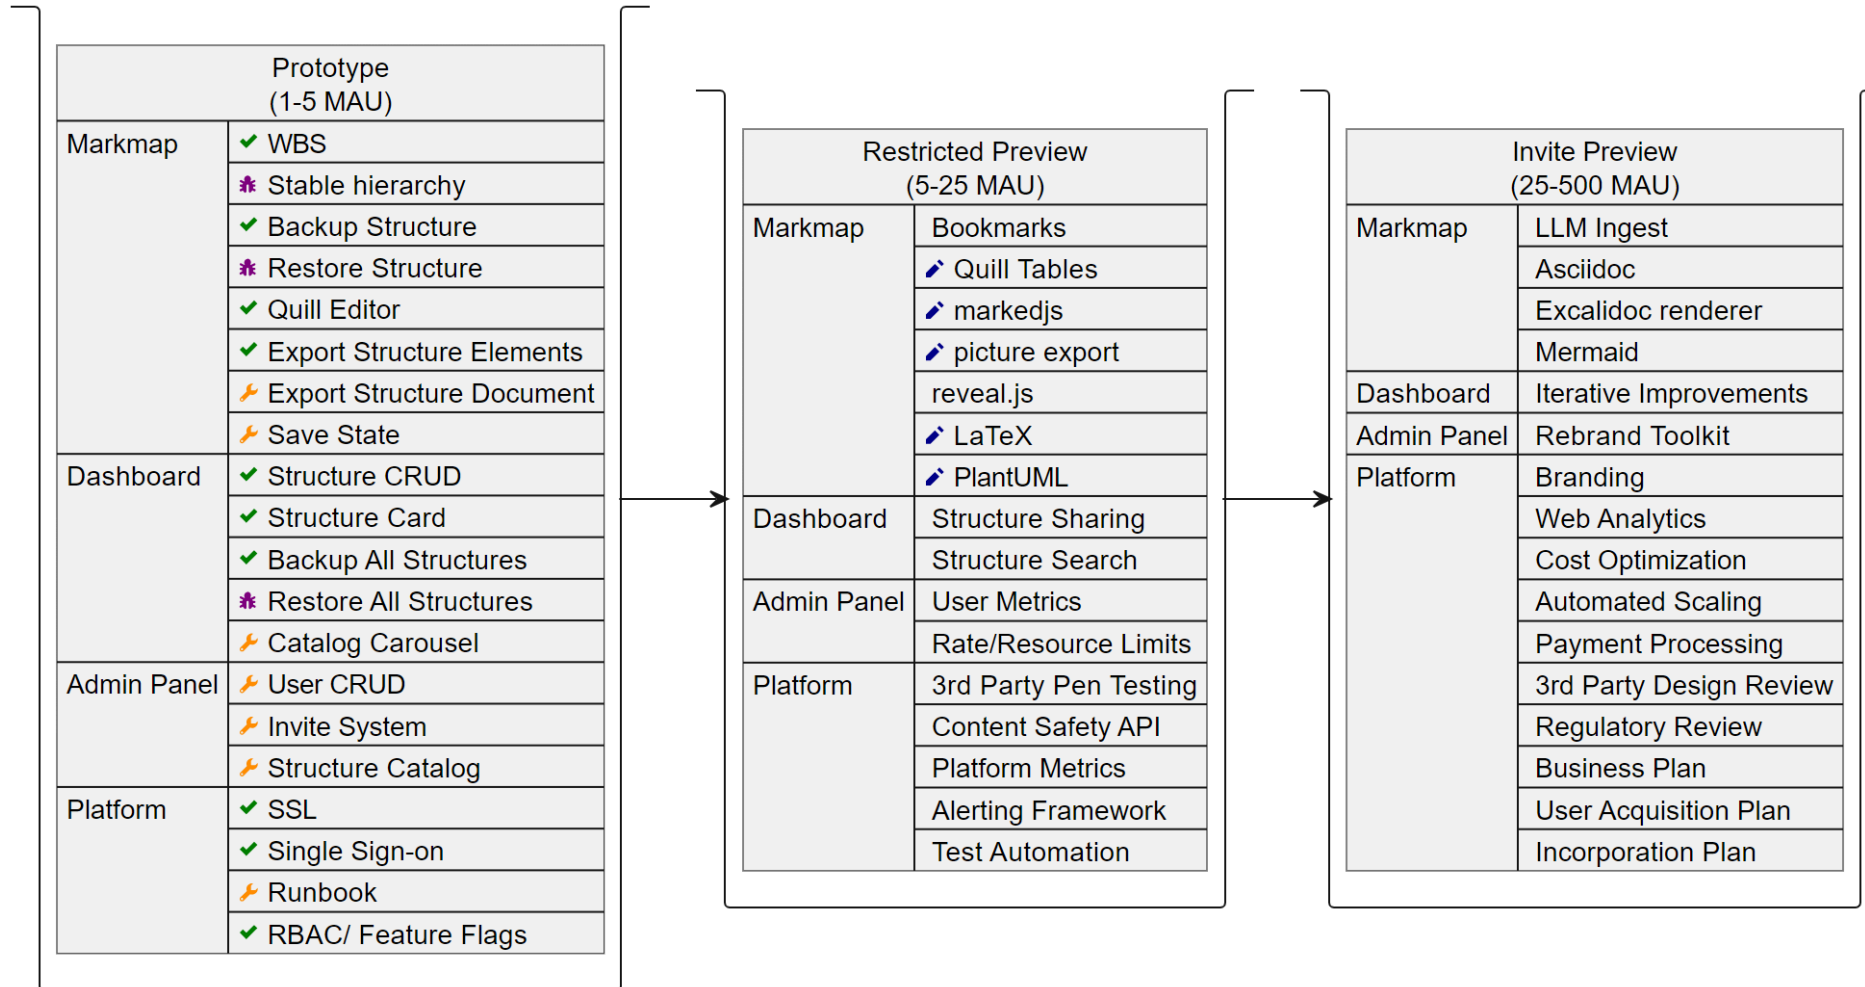 Prototype
(1-5 MAU)
Markmap
WBS
Stable hierarchy
Backup Structure
Restore Structure
Quill Editor
Export Structure Elements
Export Structure Document
Save State
Dashboard
Structure CRUD
Structure Card
Backup All Structures
Restore All Structures
Catalog Carousel
Admin Panel
User CRUD
Invite System
Structure Catalog
Platform
SSL
Single Sign-on
Runbook
RBAC/ Feature Flags
Restricted Preview
(5-25 MAU)
Markmap
Bookmarks
Quill Tables
markedjs
picture export
reveal.js
LaTeX
PlantUML
Dashboard
Structure Sharing
Structure Search
Admin Panel
User Metrics
Rate/Resource Limits
Platform
3rd Party Pen Testing
Content Safety API
Platform Metrics
Alerting Framework
Test Automation
Invite Preview
(25-500 MAU)
Markmap
LLM Ingest
Asciidoc
Excalidoc renderer
Mermaid
Dashboard
Iterative Improvements
Admin Panel
Rebrand Toolkit
Platform
Branding
Web Analytics
Cost Optimization
Automated Scaling
Payment Processing
3rd Party Design Review
Regulatory Review
Business Plan
User Acquisition Plan
Incorporation Plan